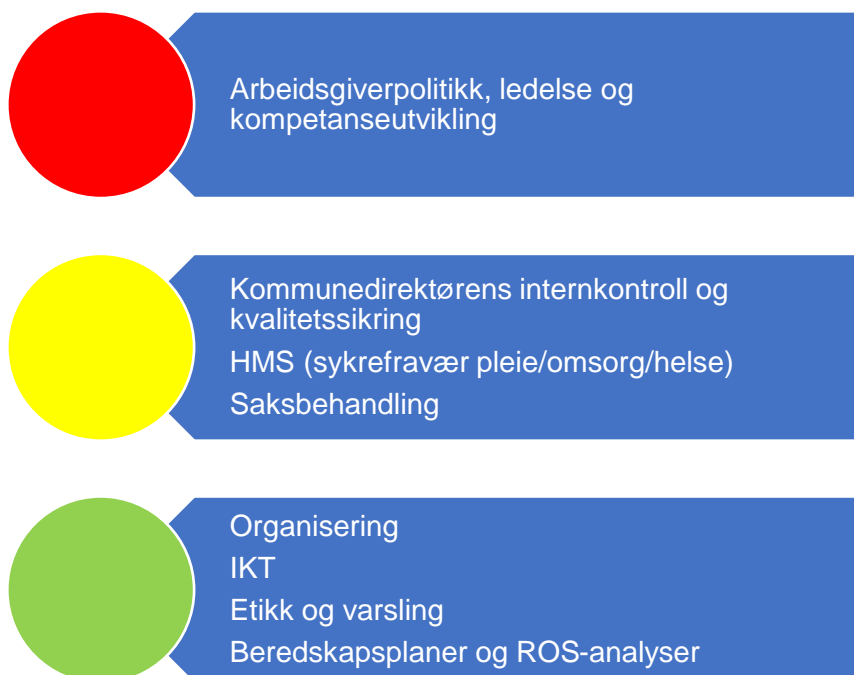 Arbeidsgiverpolitikk, ledelse og
kompetanseutvikling
Kommunedirektørens internkontroll og
kvalitetssikring
HMS (sykrefravær pleie/omsorg/helse)
Saksbehandling
Organisering
IKT
Etikk og varsling
Beredskapsplaner og ROS-analyser